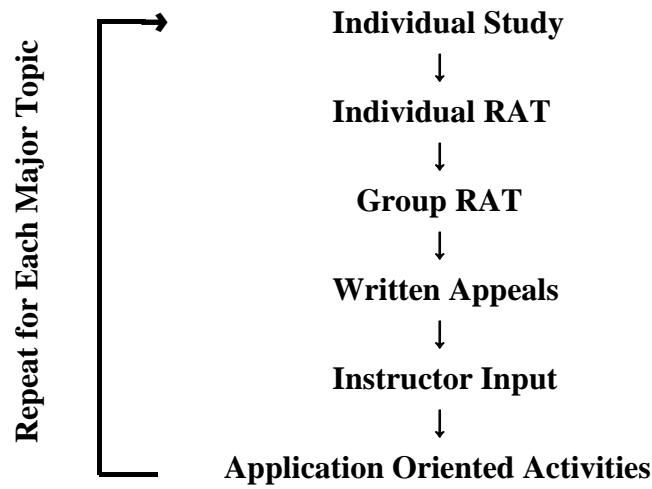 Repeat for Each Major Topic
Individual Study
Individual RAT
Group RAT
Written Appeals
Instructor Input
Application Oriented Activities